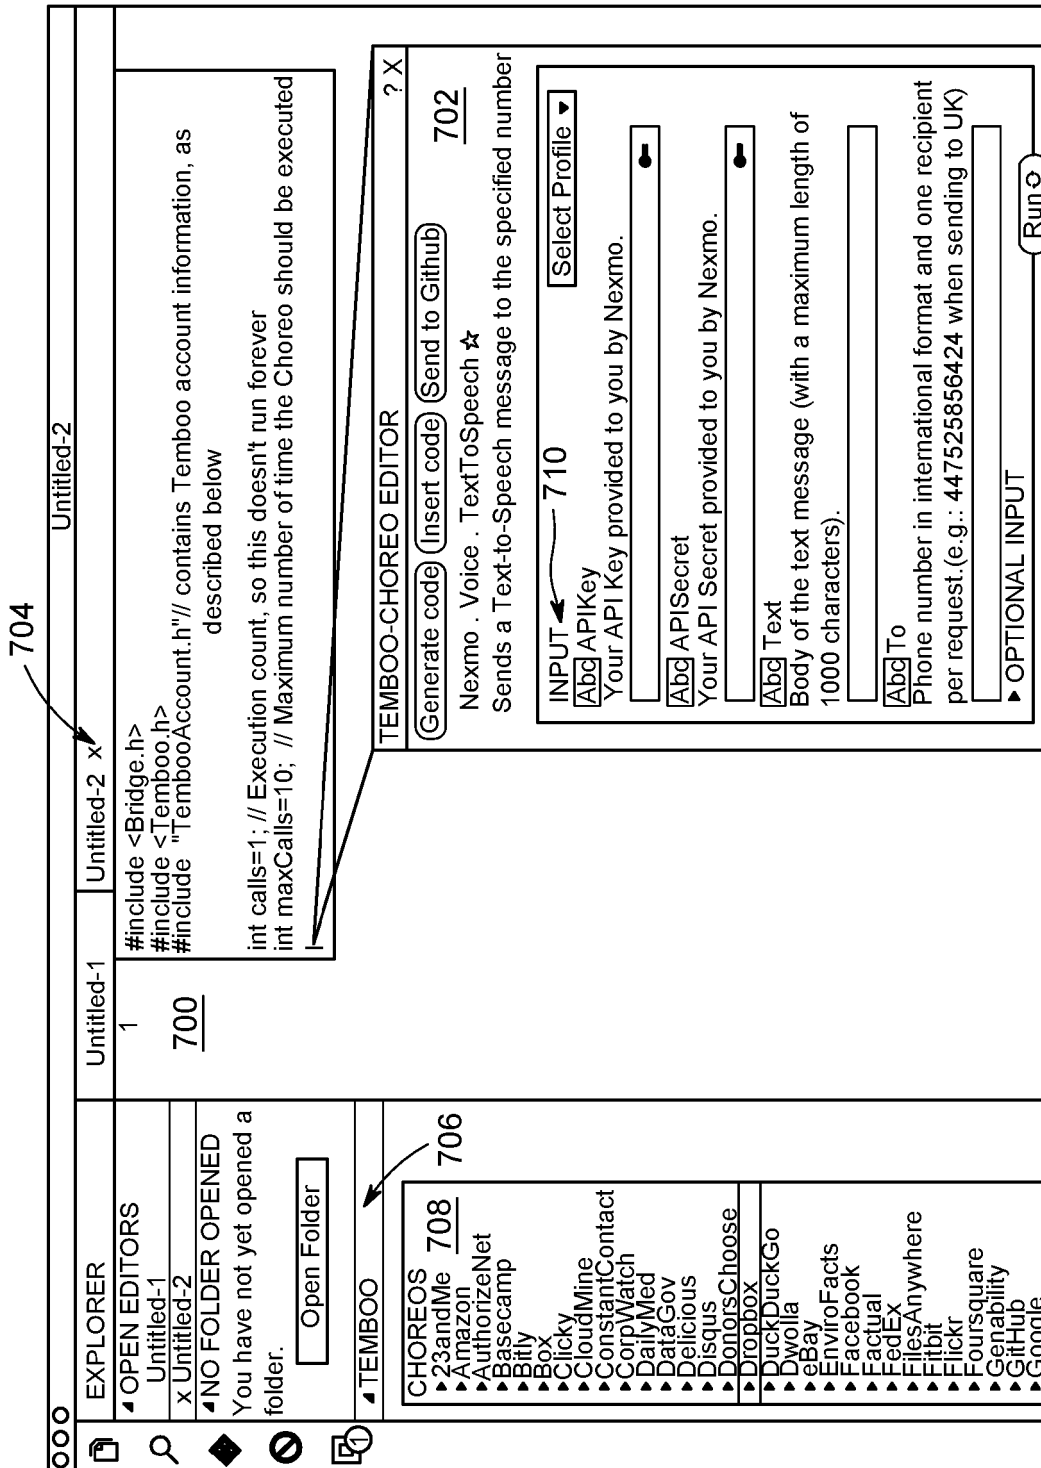 704
Untitled-2
EXPLORER
Untitled-1
Untitled-2 x
OPEN EDITORS
Untitled-1
x Untitled-2
NO FOLDER OPENED
You have not yet opened a
folder.
Open Folder
TEMBOO
706
CHOREOS
708
23andMe
Amazon
AuthorizeNet
Basecamp
Bitly
Box
Clicky
CloudMine
ConstantContact
CorpWatch
DailyMed
DataGov
Delicious
Disqus
DonorsChoose
Dropbox
DuckDuckGo
Dwolla
eBay
EnviroFacts
Facebook
Factual
FedEx
FilesAnywhere
Fitbit
Flickr
Foursquare
Genability
GitHub
Google
1
1
700
#include <Bridge.h>
#include <Temboo.h>
#include "TembooAccount.h"// contains Temboo account information, as
described below
int calls=1; // Execution count, so this doesn't run forever
int maxCalls=10; // Maximum number of time the Choreo should be executed
TEMBOO-CHOREO EDITOR ? X
Generate code Insert code Send to Github
702
Nexmo . Voice . TextToSpeech ☆
Sends a Text-to-Speech message to the specified number
INPUT
710
Select Profile ▼
Abc APIKey
Your API Key provided to you by Nexmo.
Abc APISecret
Your API Secret provided to you by Nexmo.
Abc Text
Body of the text message (with a maximum length of
1000 characters).
Abc To
Phone number in international format and one recipient
per request.(e.g.: 447525856424 when sending to UK)
▸ OPTIONAL INPUT
Run